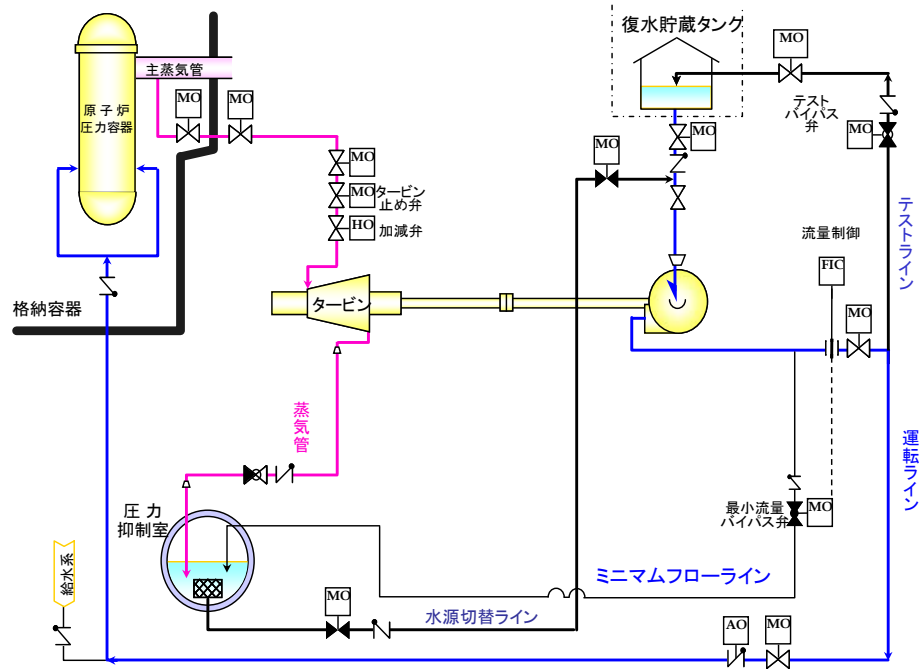 復水貯蔵タンク
MO
主蒸気管
MO
MO
原子炉
圧力容器
テスト
バイパス
弁
MO
MO
MO
MO
MO
タービン
止め弁
HO
加減弁
テストライン
流量制御
FIC
格納容器
タービン
MO
蒸気管
運転ライン
圧力
抑制室
最小流量
バイパス弁
MO
給水系
ミニマムフローライン
MO
水源切替ライン
AO
MO